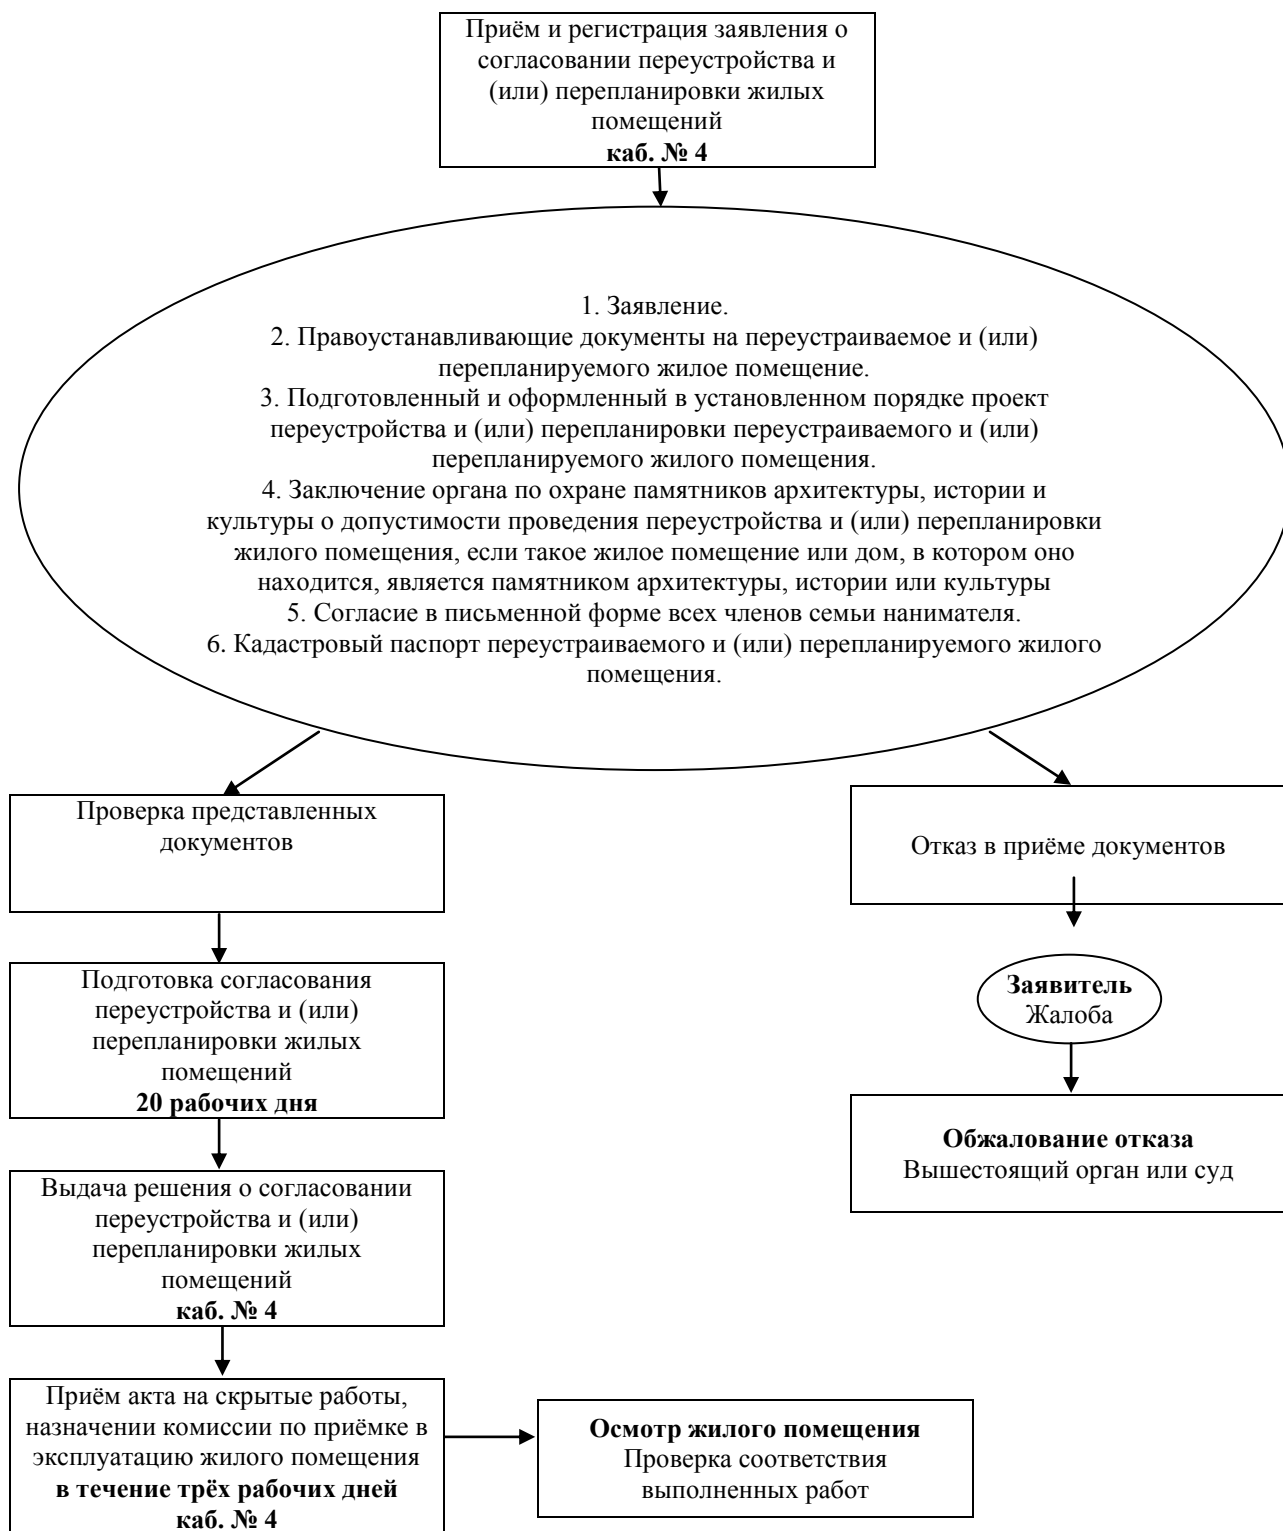 Приём и регистрация заявления о
согласовании переустройства и
(или) перепланировки жилых
помещений
каб. № 4
1. Заявление.
2. Правоустанавливающие документы на переустраиваемое и (или)
перепланируемого жилое помещение.
3. Подготовленный и оформленный в установленном порядке проект
переустройства и (или) перепланировки переустраиваемого и (или)
перепланируемого жилого помещения.
4. Заключение органа по охране памятников архитектуры, истории и
культуры о допустимости проведения переустройства и (или) перепланировки
жилого помещения, если такое жилое помещение или дом, в котором оно
находится, является памятником архитектуры, истории или культуры
5. Согласие в письменной форме всех членов семьи нанимателя.
6. Кадастровый паспорт переустраиваемого и (или) перепланируемого жилого
помещения.
Проверка представленных
документов
Отказ в приёме документов
Подготовка согласования
переустройства и (или)
перепланировки жилых
помещений
20 рабочих дня
Заявитель
Жалоба
Обжалование отказа
Вышестоящий орган или суд
Выдача решения о согласовании
переустройства и (или)
перепланировки жилых
помещений
каб. № 4
Приём акта на скрытые работы,
назначении комиссии по приёмке в
эксплуатацию жилого помещения
в течение трёх рабочих дней
каб. № 4
Осмотр жилого помещения
Проверка соответствия
выполненных работ